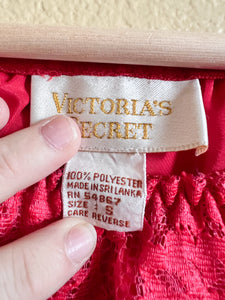 VICTORIA'S
SECRET
100% POLYESTER
MADE IN SRI LANKA
RN 54867
SIZE : S
CARE REVERSE